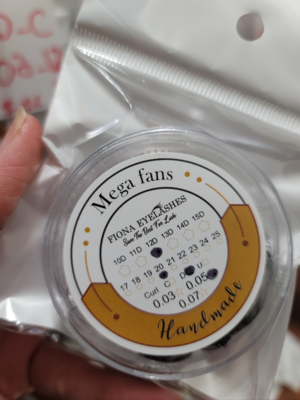 Mega fans
FIONA EYELASHES
Save The Best For Lashes
10D 11D 12D 13D 14D 15D
17 18 19 20 21 22 23 24 25
Curl C D U
0.03 0.05
0.07
Handmade